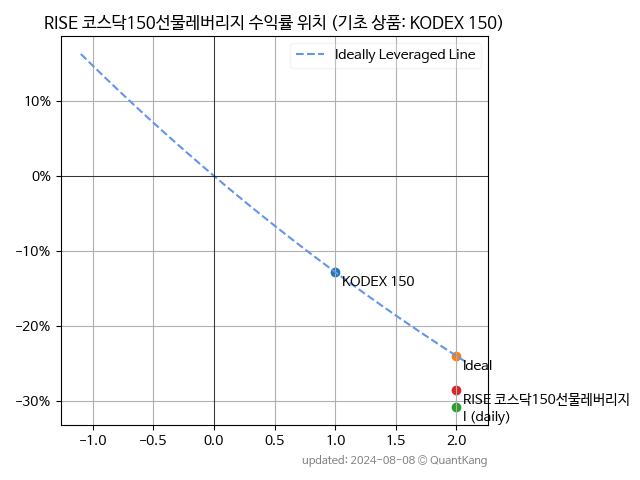 RISE 코스닥150선물레버리지 수익률 위치 (기초 상품: KODEX 150)
Ideally Leveraged Line
10%
0%
−10%
−20%
−30%
KODEX 150
Ideal
RISE 코스닥150선물레버리지
I (daily)
−1.0 −0.5 0.0 0.5 1.0 1.5 2.0
updated: 2024-08-08 © QuantKang